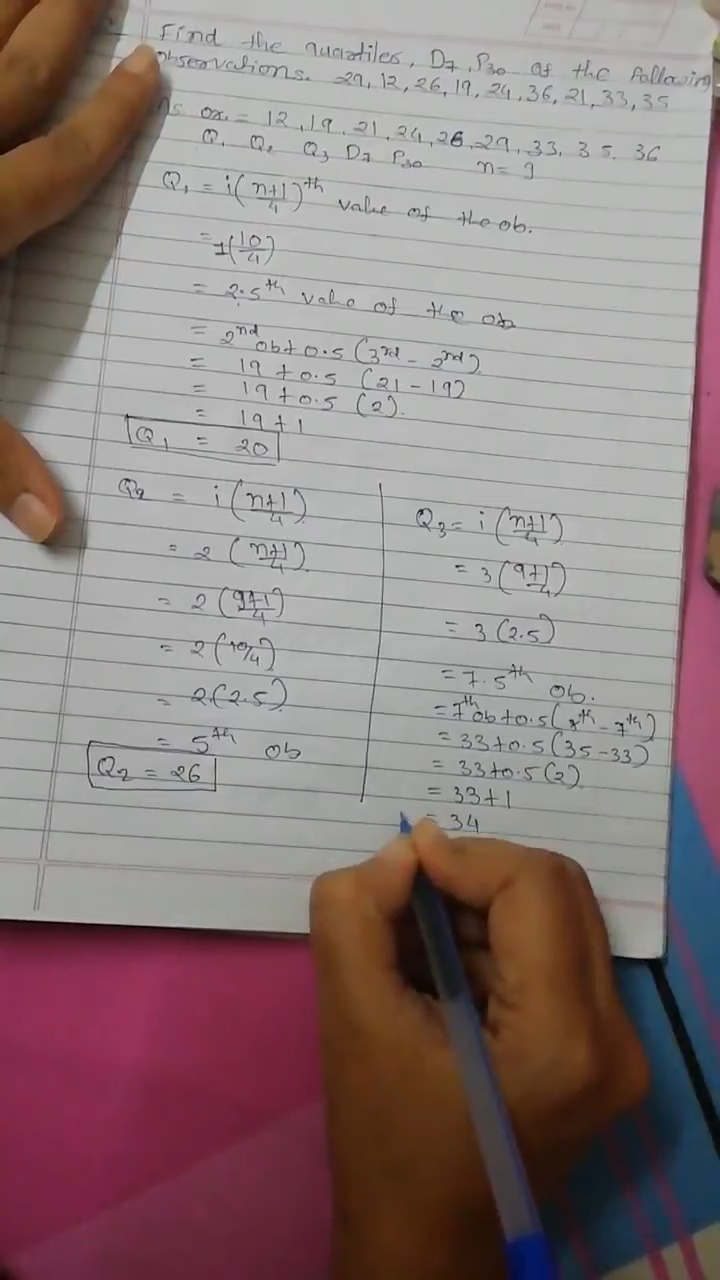 Find the quartiles, D7, P30 of the following
observations. 29, 12, 26, 19, 24, 36, 21, 33, 35
ox = 12, 19, 21, 24, 26, 29, 33, 35, 36
Q1 Q2 Q3 D7 P30 n = 9
Q1 = i(n+1/4)th value of the ob.
= 1(10/4)
= 2.5th value of the ob
= 2nd ob + 0.5 (3rd - 2nd)
= 19 + 0.5 (21 - 19)
= 19 + 0.5 (2).
= 19 + 1
Q1 = 20
Q2 = i (n+1/4)
= 2 (n+1/4)
= 2 (9+1/4)
= 2 (10/4)
= 2 (2.5)
= 5th ob
Q2 = 26
Q3 = i (n+1/4)
= 3 (9+1/4)
= 3 (2.5)
= 7.5th ob.
= 7th ob + 0.5 (8th - 7th)
= 33 + 0.5 (35 - 33)
= 33 + 0.5 (2)
= 33 + 1
= 34